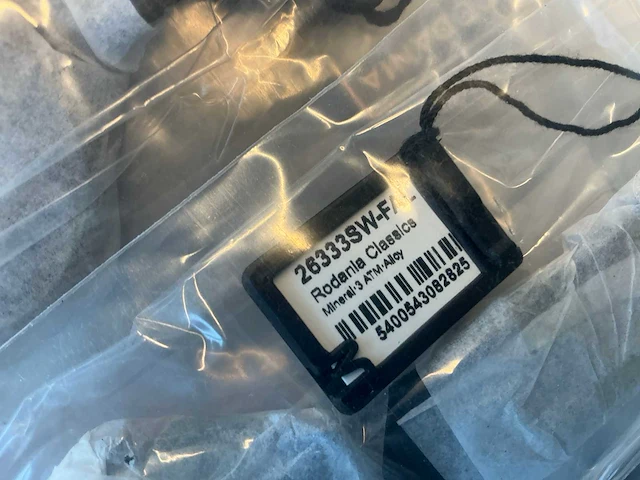 26333SW-F
Rodania Classics
Mineral-3 ATM-Alloy
5400543082825